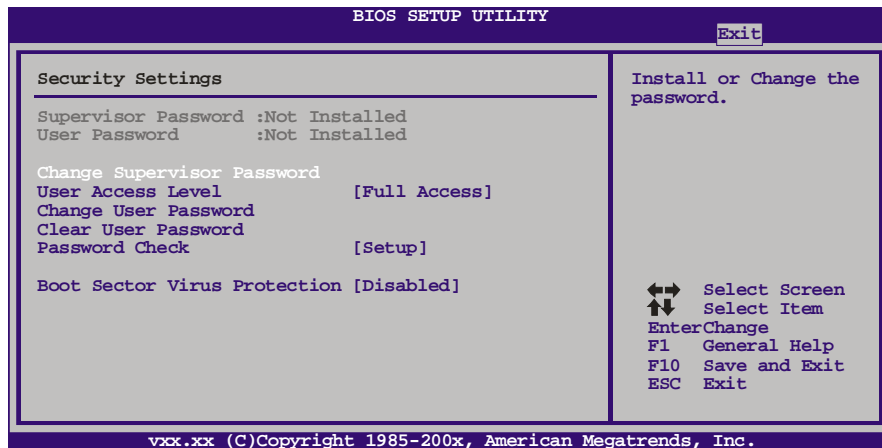 BIOS SETUP UTILITY
Exit
Security Settings
Supervisor Password :Not Installed
User Password :Not Installed
Change Supervisor Password
User Access Level [Full Access]
Change User Password
Clear User Password
Password Check [Setup]
Boot Sector Virus Protection [Disabled]
Install or Change the
password.
Select Screen
Select Item
EnterChange
F1 General Help
F10 Save and Exit
ESC Exit
vxx.xx (C)Copyright 1985-200x, American Megatrends, Inc.